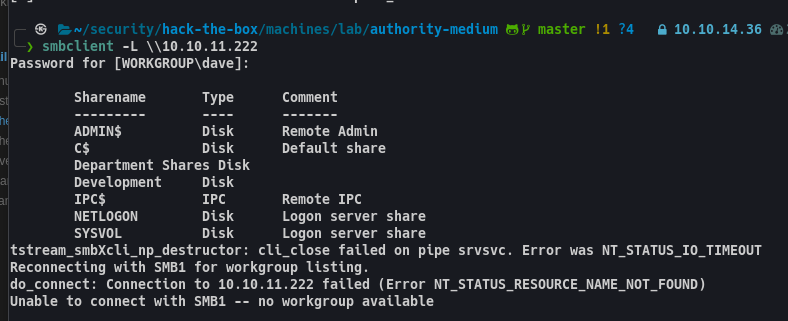 ~/security/hack-the-box/machines/lab/authority-medium master !1 ?4 10.10.14.36
❯ smbclient -L \\10.10.11.222
Password for [WORKGROUP\dave]:
Sharename Type Comment
--------- ---- -------
ADMIN$ Disk Remote Admin
C$ Disk Default share
Department Shares Disk
Development Disk
IPC$ IPC Remote IPC
NETLOGON Disk Logon server share
SYSVOL Disk Logon server share
tstream_smbXcli_np_destructor: cli_close failed on pipe srvsvc. Error was NT_STATUS_IO_TIMEOUT
Reconnecting with SMB1 for workgroup listing.
do_connect: Connection to 10.10.11.222 failed (Error NT_STATUS_RESOURCE_NAME_NOT_FOUND)
Unable to connect with SMB1 -- no workgroup available